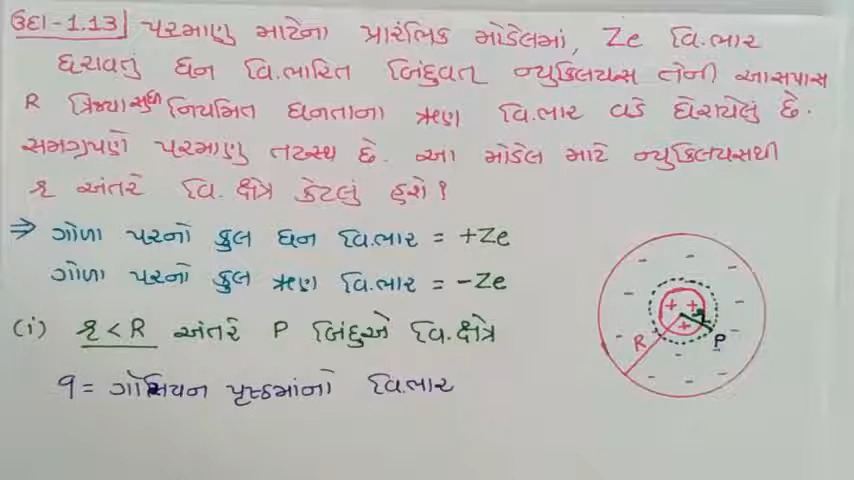 ઉદા-1.13] પરમાણુ માટેના પ્રારંભિક મોડેલમાં, Ze વિ.ભાર
ધરાવતું ધન વિ.ભારિત બિંદુવત્ ન્યુક્લિયસ તેની આસપાસ
R ત્રિજ્યા સુધી નિયમિત ઘનતાના ઋણ વિ.ભાર વડે ઘેરાયેલું છે.
સમગ્રપણે પરમાણુ તટસ્થ છે. આ મોડેલ માટે ન્યુક્લિયસથી
r અંતરે વિ. ક્ષેત્ર કેટલું હશે?
⇒ ગોળા પરનો કુલ ધન વિ.ભાર = +Ze
ગોળા પરનો કુલ ઋણ વિ.ભાર = -Ze
(i) r < R અંતરે P બિંદુએ વિ.ક્ષેત્ર
q = ગૉસિયન પૃષ્ઠમાંનો વિ.ભાર
R
r
P